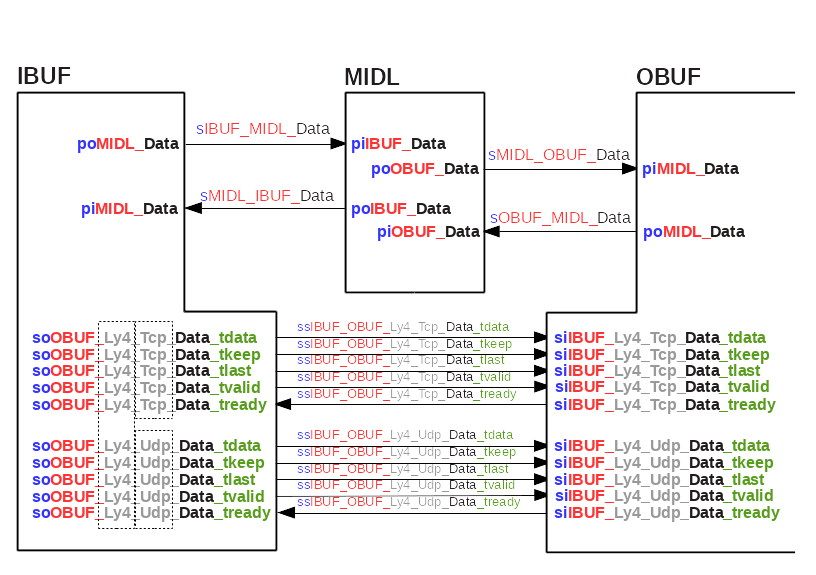 IBUF MIDL OBUF
poMIDL_Data sIBUF_MIDL_Data piIBUF_Data
poOBUF_Data sMIDL_OBUF_Data piMIDL_Data
piMIDL_Data sMIDL_IBUF_Data poIBUF_Data
piOBUF_Data sOBUF_MIDL_Data poMIDL_Data
soOBUF_Ly4_Tcp_Data_tdata ssIBUF_OBUF_Ly4_Tcp_Data_tdata siIBUF_Ly4_Tcp_Data_tdata
soOBUF_Ly4_Tcp_Data_tkeep ssIBUF_OBUF_Ly4_Tcp_Data_tkeep siIBUF_Ly4_Tcp_Data_tkeep
soOBUF_Ly4_Tcp_Data_tlast ssIBUF_OBUF_Ly4_Tcp_Data_tlast siIBUF_Ly4_Tcp_Data_tlast
soOBUF_Ly4_Tcp_Data_tvalid ssIBUF_OBUF_Ly4_Tcp_Data_tvalid siIBUF_Ly4_Tcp_Data_tvalid
soOBUF_Ly4_Tcp_Data_tready ssIBUF_OBUF_Ly4_Tcp_Data_tready siIBUF_Ly4_Tcp_Data_tready
soOBUF_Ly4_Udp_Data_tdata ssIBUF_OBUF_Ly4_Udp_Data_tdata siIBUF_Ly4_Udp_Data_tdata
soOBUF_Ly4_Udp_Data_tkeep ssIBUF_OBUF_Ly4_Udp_Data_tkeep siIBUF_Ly4_Udp_Data_tkeep
soOBUF_Ly4_Udp_Data_tlast ssIBUF_OBUF_Ly4_Udp_Data_tlast siIBUF_Ly4_Udp_Data_tlast
soOBUF_Ly4_Udp_Data_tvalid ssIBUF_OBUF_Ly4_Udp_Data_tvalid siIBUF_Ly4_Udp_Data_tvalid
soOBUF_Ly4_Udp_Data_tready ssIBUF_OBUF_Ly4_Udp_Data_tready siIBUF_Ly4_Udp_Data_tready